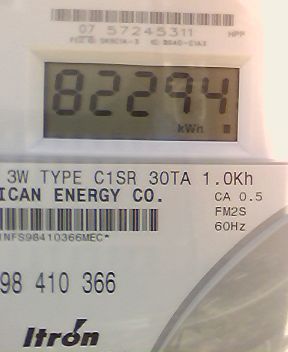 07 57245311 HPP
82294
kWh
3W TYPE C1SR 30TA 1.0Kh
ICAN ENERGY CO. CA 0.5
FM2S
60Hz
INFS98410366MEC*
98 410 366
Itron